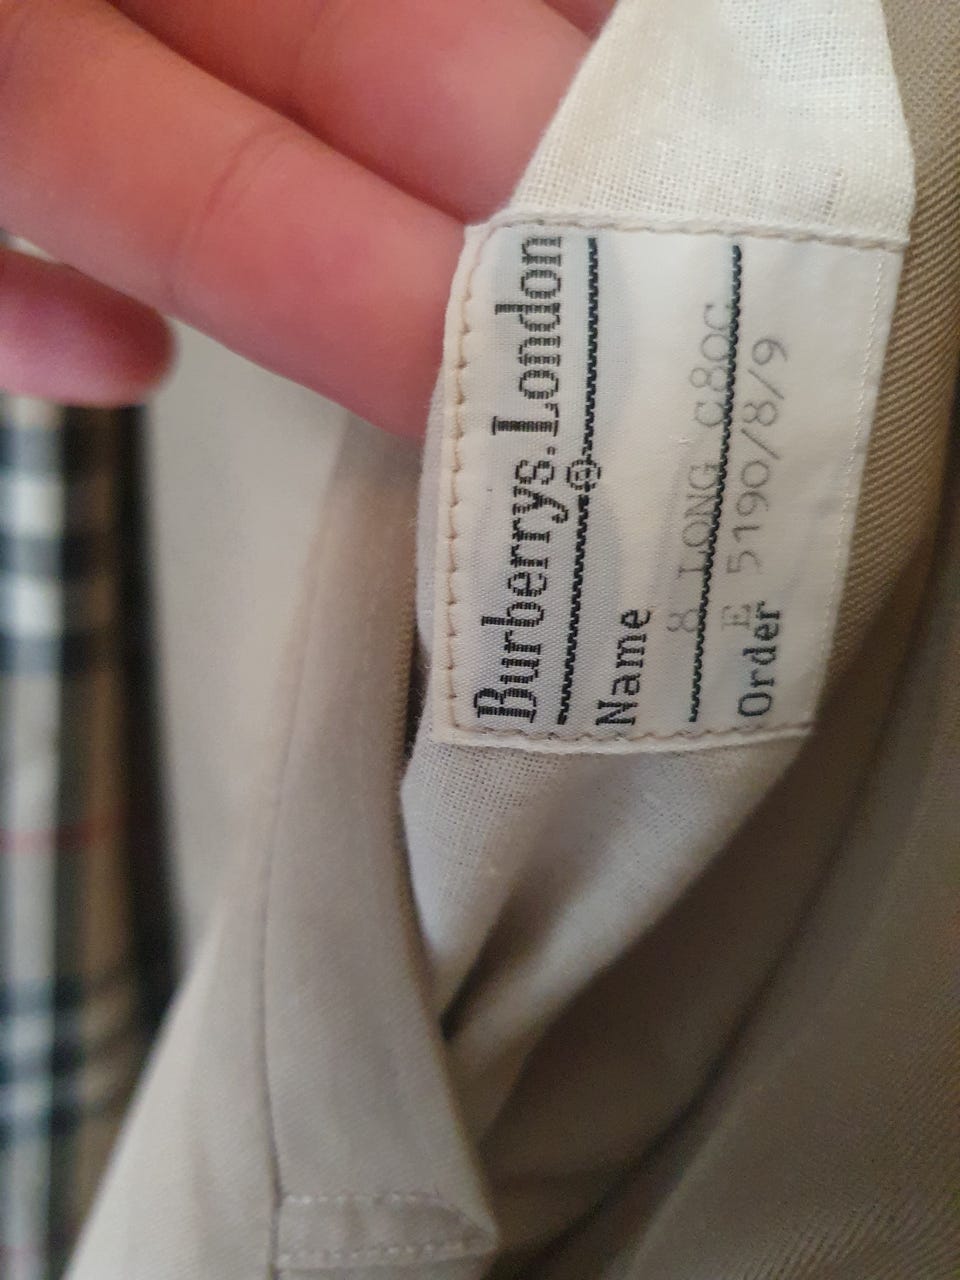 Burberrys. London
®
Name
8 LONG C80C
E 5190/8/9
Order